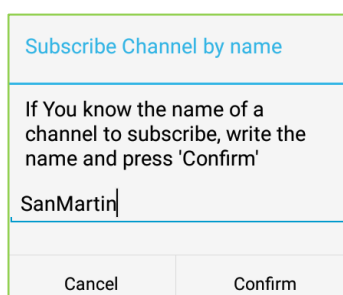 Subscribe Channel by name
If You know the name of a
channel to subscribe, write the
name and press 'Confirm'
SanMartin
Cancel Confirm